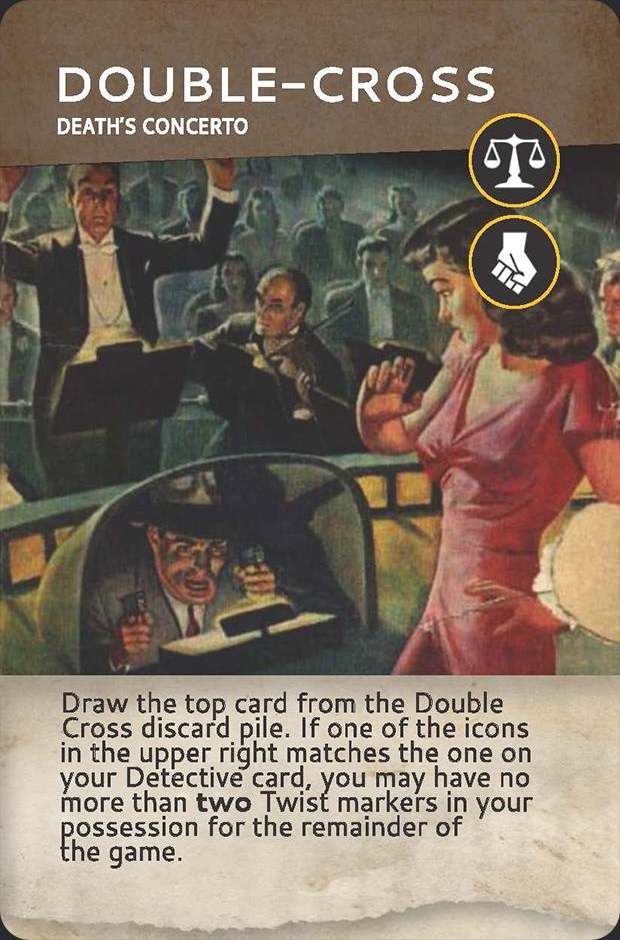 DOUBLE-CROSS
DEATH'S CONCERTO
Draw the top card from the Double
Cross discard pile. If one of the icons
in the upper right matches the one on
your Detective card, you may have no
more than two Twist markers in your
possession for the remainder of
the game.